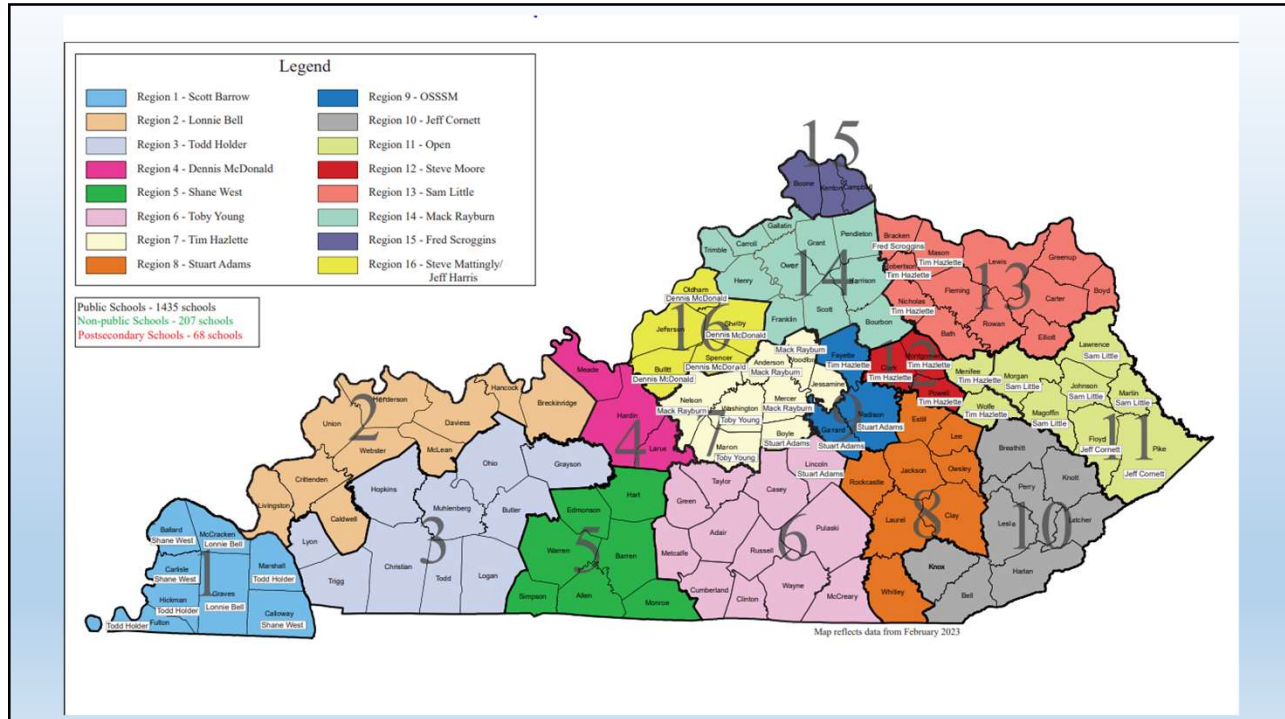 Legend
Region 1 - Scott Barrow
Region 2 - Lonnie Bell
Region 3 - Todd Holder
Region 4 - Dennis McDonald
Region 5 - Shane West
Region 6 - Toby Young
Region 7 - Tim Hazlette
Region 8 - Stuart Adams
Region 9 - OSSSM
Region 10 - Jeff Cornett
Region 11 - Open
Region 12 - Steve Moore
Region 13 - Sam Little
Region 14 - Mack Rayburn
Region 15 - Fred Scroggins
Region 16 - Steve Mattingly/
Jeff Harris
Public Schools - 1435 schools
Non-public Schools - 207 schools
Postsecondary Schools - 68 schools
15
Boone
Kenton
Campbell
14
Gallatin
Pendleton
Carroll
Grant
Trimble
Owen
Henry
Harrison
Franklin
Scott
Bourbon
13
Bracken
Fred Scroggins
Mason
Tim Hazlette
Robertson
Tim Hazlette
Lewis
Greenup
Fleming
Nicholas
Tim Hazlette
Carter
Boyd
Bath
Rowan
Elliott
16
Oldham
Dennis McDonald
Jefferson
Shelby
Dennis McDonald
Spencer
Dennis McDonald
Bullitt
Dennis McDonald
12
Clark
Tim Hazlette
Montgomery
Tim Hazlette
Powell
Tim Hazlette
9
Fayette
Tim Hazlette
Madison
Stuart Adams
Garrard
Stuart Adams
7
Mack Rayburn
Woodford
Anderson
Mack Rayburn
Jessamine
Nelson
Mack Rayburn
Washington
Toby Young
Mercer
Mack Rayburn
Boyle
Stuart Adams
Marion
Toby Young
11
Lawrence
Sam Little
Menifee
Tim Hazlette
Morgan
Sam Little
Johnson
Sam Little
Martin
Sam Little
Wolfe
Tim Hazlette
Magoffin
Sam Little
Floyd
Jeff Cornett
Pike
Jeff Cornett
4
Meade
Hardin
Larue
2
Hancock
Henderson
Breckinridge
Union
Daviess
Webster
McLean
Crittenden
Livingston
Caldwell
3
Ohio
Grayson
Hopkins
Muhlenberg
Butler
Lyon
Trigg
Christian
Todd
Logan
5
Hart
Edmonson
Warren
Barren
Simpson
Allen
Monroe
6
Lincoln
Stuart Adams
Taylor
Casey
Green
Pulaski
Adair
Russell
Metcalfe
Cumberland
Clinton
Wayne
McCreary
8
Estill
Lee
Jackson
Owsley
Rockcastle
Laurel
Clay
Whitley
10
Breathitt
Perry
Knott
Leslie
Letcher
Knox
Harlan
Bell
1
Ballard
Shane West
McCracken
Lonnie Bell
Marshall
Todd Holder
Carlisle
Shane West
Graves
Lonnie Bell
Hickman
Todd Holder
Calloway
Shane West
Fulton
Todd Holder
Map reflects data from February 2023